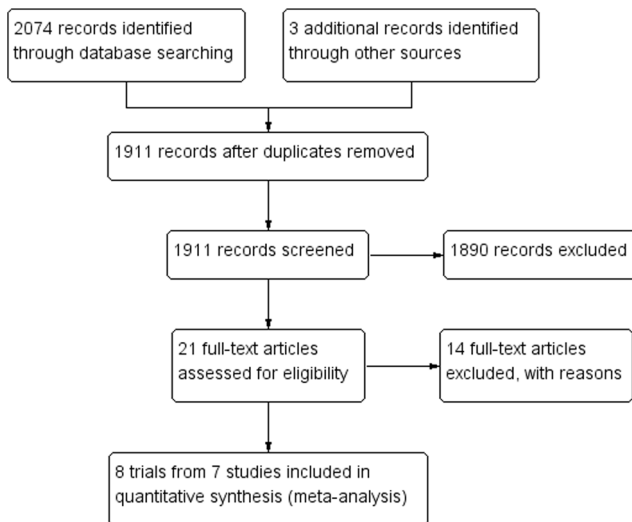 2074 records identified
through database searching
3 additional records identified
through other sources
1911 records after duplicates removed
1911 records screened
1890 records excluded
21 full-text articles
assessed for eligibility
14 full-text articles
excluded, with reasons
8 trials from 7 studies included in
quantitative synthesis (meta-analysis)